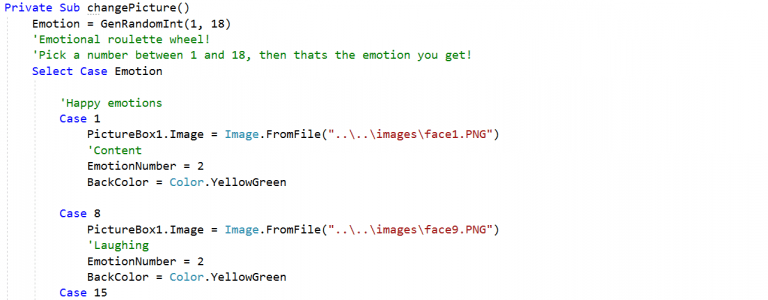 Private Sub changePicture()
Emotion = GenRandomInt(1, 18)
'Emotional roulette wheel!
'Pick a number between 1 and 18, then thats the emotion you get!
Select Case Emotion
'Happy emotions
Case 1
PictureBox1.Image = Image.FromFile("..\..\images\face1.PNG")
'Content
EmotionNumber = 2
BackColor = Color.YellowGreen
Case 8
PictureBox1.Image = Image.FromFile("..\..\images\face9.PNG")
'Laughing
EmotionNumber = 2
BackColor = Color.YellowGreen
Case 15